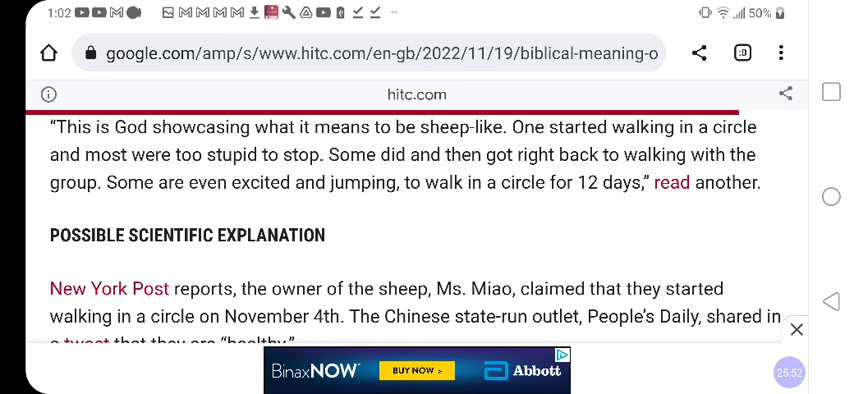 1:02
50%
google.com/amp/s/www.hitc.com/en-gb/2022/11/19/biblical-meaning-o
:D
hitc.com
“This is God showcasing what it means to be sheep-like. One started walking in a circle
and most were too stupid to stop. Some did and then got right back to walking with the
group. Some are even excited and jumping, to walk in a circle for 12 days,” read another.
POSSIBLE SCIENTIFIC EXPLANATION
New York Post reports, the owner of the sheep, Ms. Miao, claimed that they started
walking in a circle on November 4th. The Chinese state-run outlet, People’s Daily, shared in
a tweet that they are “healthy.”
BinaxNOW BUY NOW > Abbott
25:52